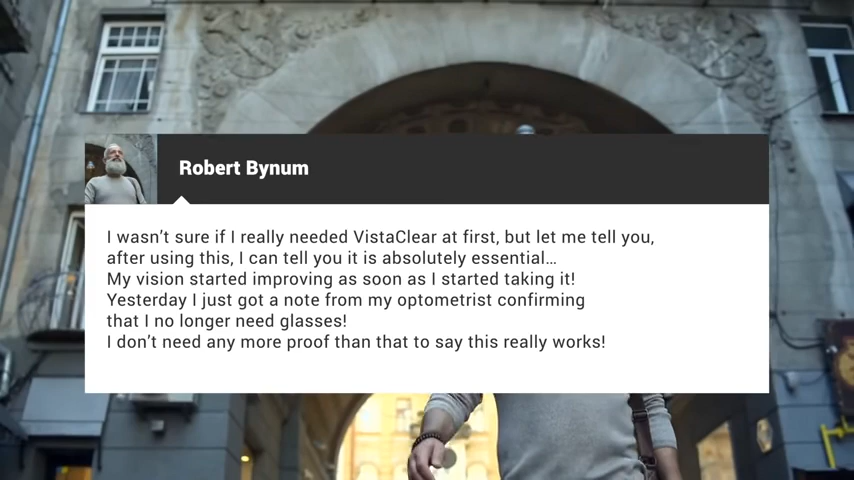 Robert Bynum
I wasn’t sure if I really needed VistaClear at first, but let me tell you,
after using this, I can tell you it is absolutely essential…
My vision started improving as soon as I started taking it!
Yesterday I just got a note from my optometrist confirming
that I no longer need glasses!
I don’t need any more proof than that to say this really works!